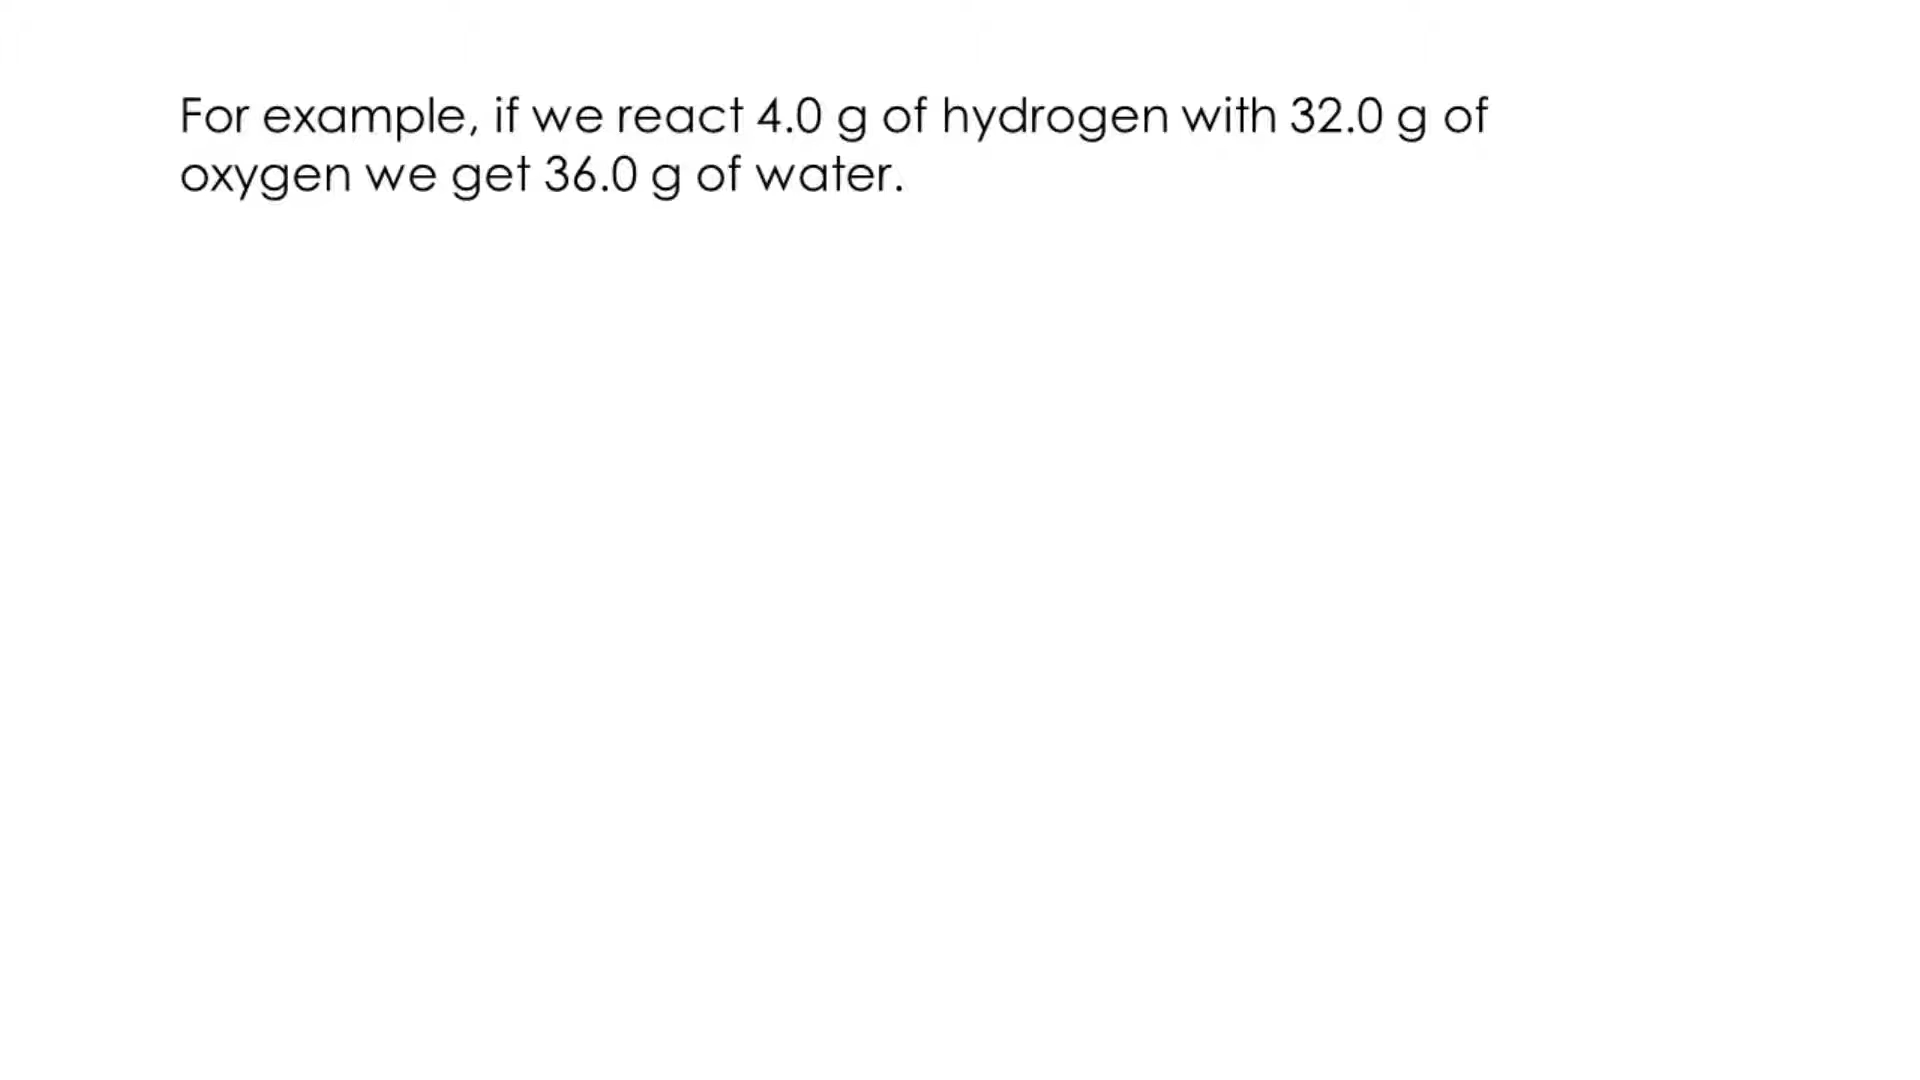 For example, if we react 4.0 g of hydrogen with 32.0 g of
oxygen we get 36.0 g of water.